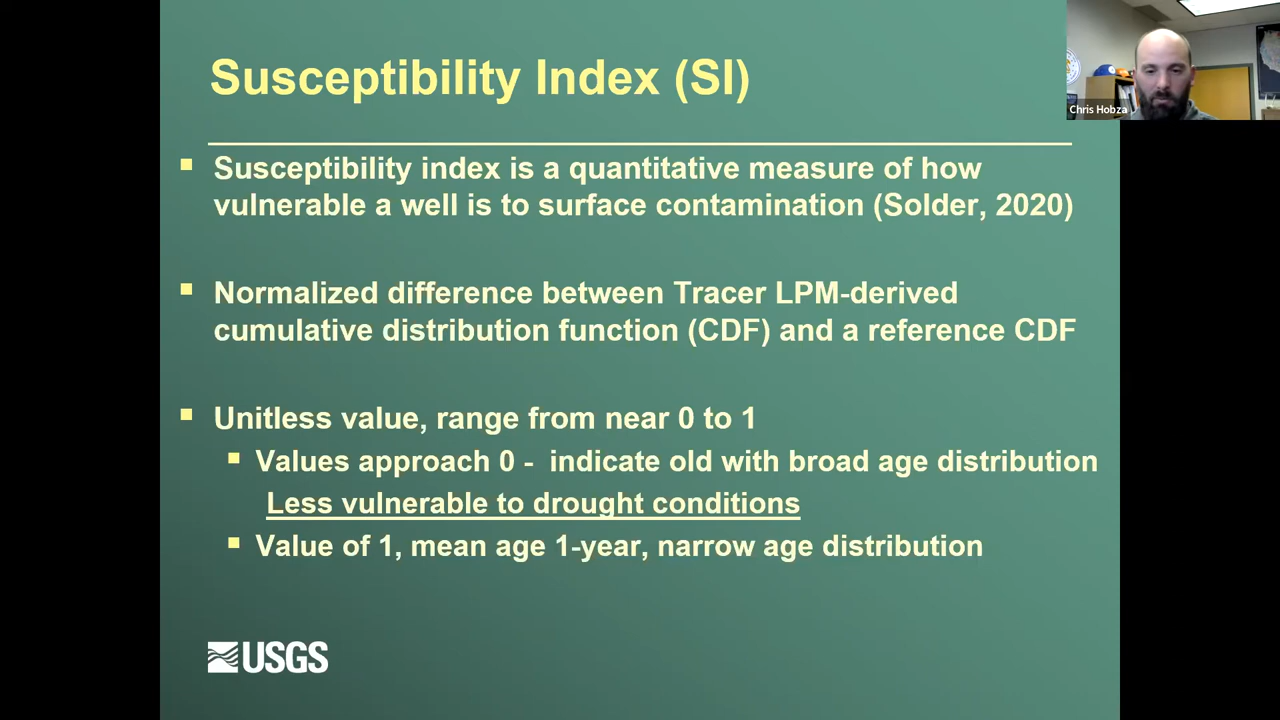 Susceptibility Index (SI)
Chris Hobza
Susceptibility index is a quantitative measure of how
vulnerable a well is to surface contamination (Solder, 2020)
Normalized difference between Tracer LPM-derived
cumulative distribution function (CDF) and a reference CDF
Unitless value, range from near 0 to 1
Values approach 0 - indicate old with broad age distribution
Less vulnerable to drought conditions
Value of 1, mean age 1-year, narrow age distribution
USGS